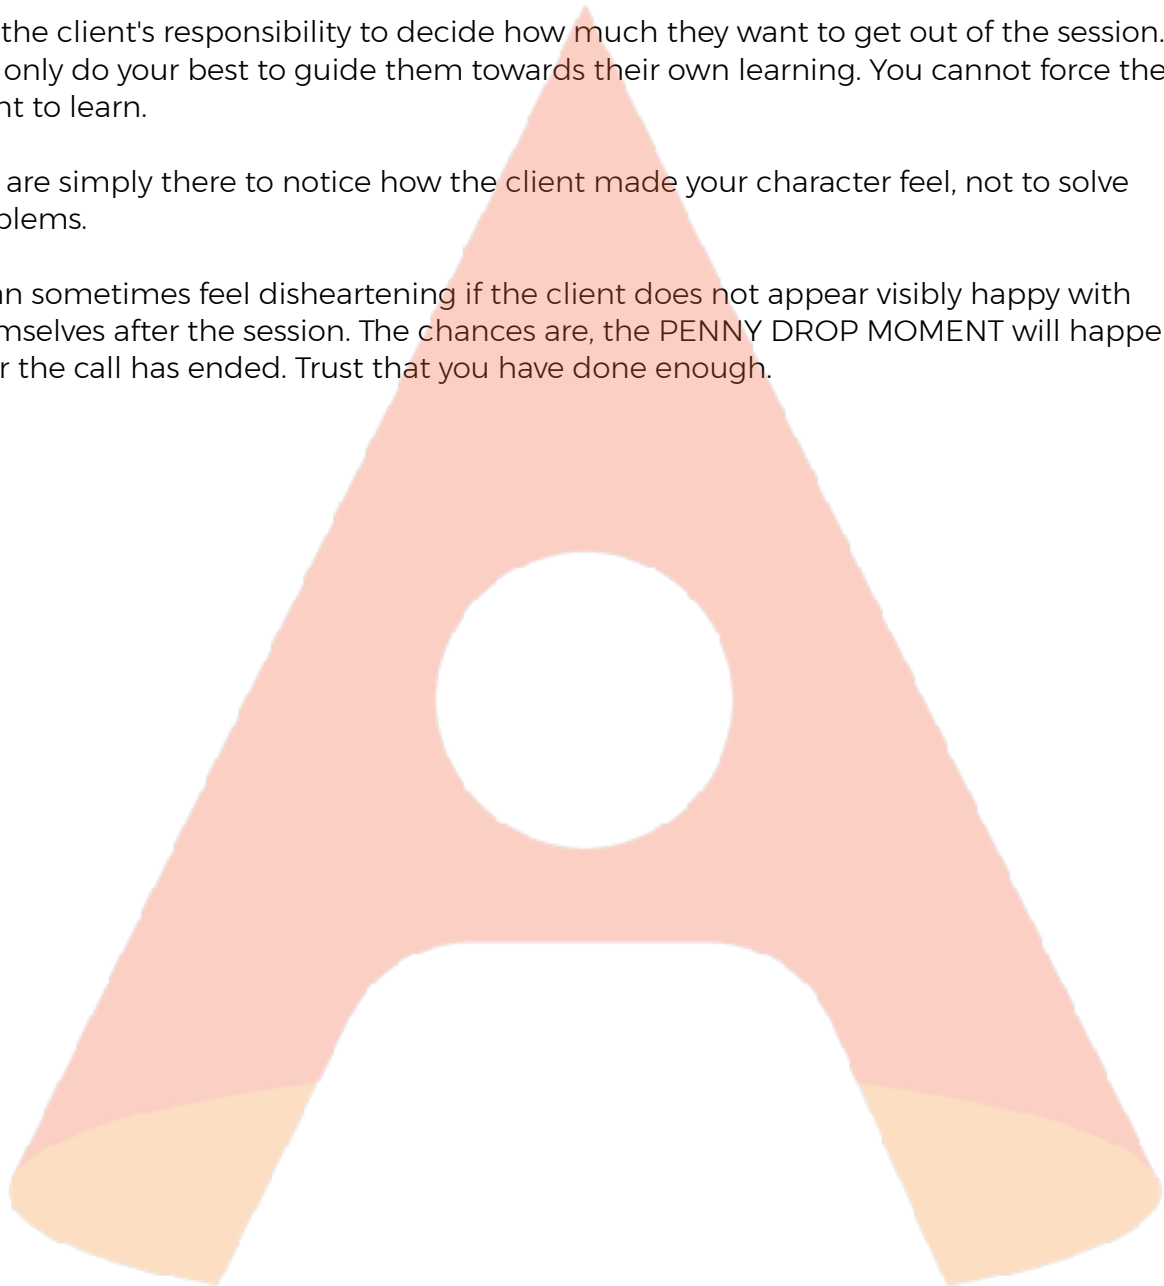 the client's responsibility to decide how much they want to get out of the session.
only do your best to guide them towards their own learning. You cannot force the
nt to learn.
are simply there to notice how the client made your character feel, not to solve
blems.
an sometimes feel disheartening if the client does not appear visibly happy with
mselves after the session. The chances are, the PENNY DROP MOMENT will happe
r the call has ended. Trust that you have done enough.